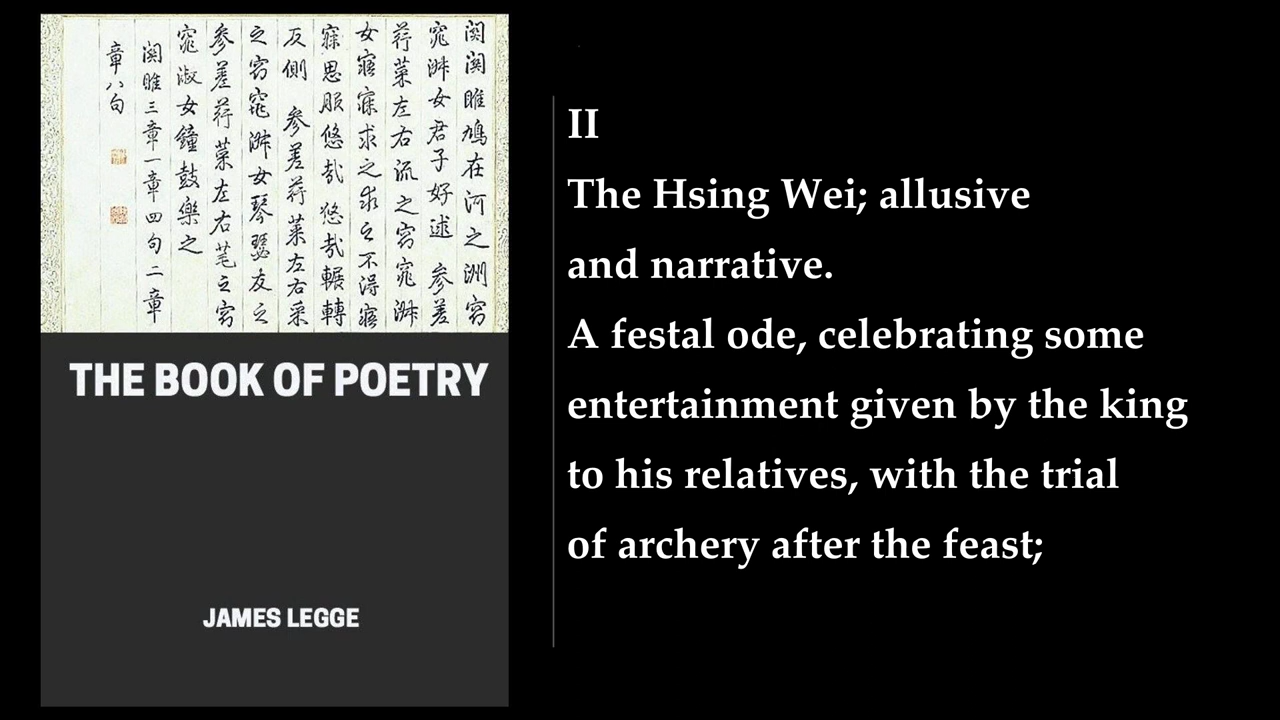 関関雎鳩在河之洲窈
窕淑女君子好逑 參差
荇菜左右流之窈窕淑
女寤寐求之求之不得寤
寐思服悠哉悠哉輾轉
反側 參差荇菜左右采
之窈窕淑女琴瑟友之
參差荇菜左右芼之窈
窕淑女鐘鼓樂之
関雎三章一章四句二章
章八句
THE BOOK OF POETRY
JAMES LEGGE
II
The Hsing Wei; allusive
and narrative.
A festal ode, celebrating some
entertainment given by the king
to his relatives, with the trial
of archery after the feast;